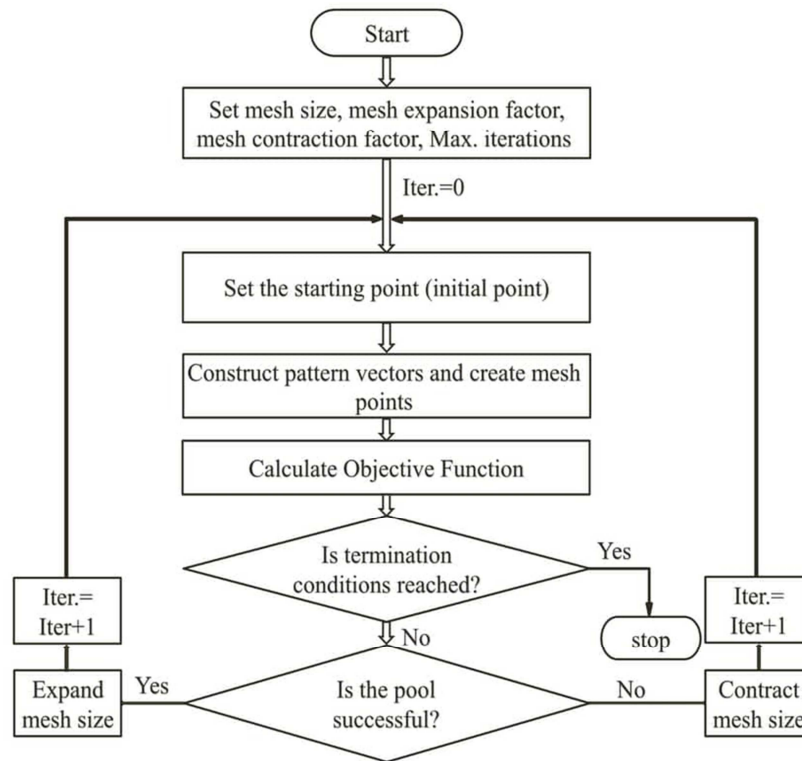 Start
Set mesh size, mesh expansion factor,
mesh contraction factor, Max. iterations
Iter.=0
Set the starting point (initial point)
Construct pattern vectors and create mesh
points
Calculate Objective Function
Is termination
conditions reached?
Yes
stop
No
Is the pool
successful?
Yes
Expand
mesh size
Iter.=
Iter+1
No
Contract
mesh size
Iter.=
Iter+1